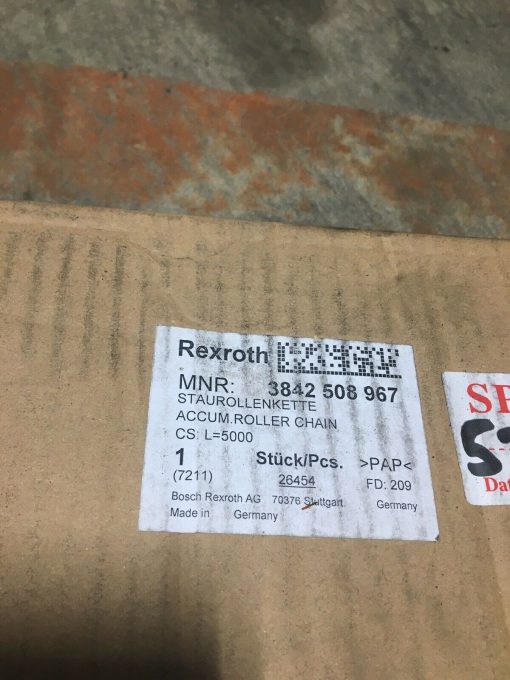 Rexroth
MNR: 3842 508 967
STAUROLLENKETTE
ACCUM.ROLLER CHAIN
CS: L=5000
1 Stück/Pcs. >PAP<
(7211) 26454 FD: 209
Bosch Rexroth AG 70376 Stuttgart Germany
Made in Germany